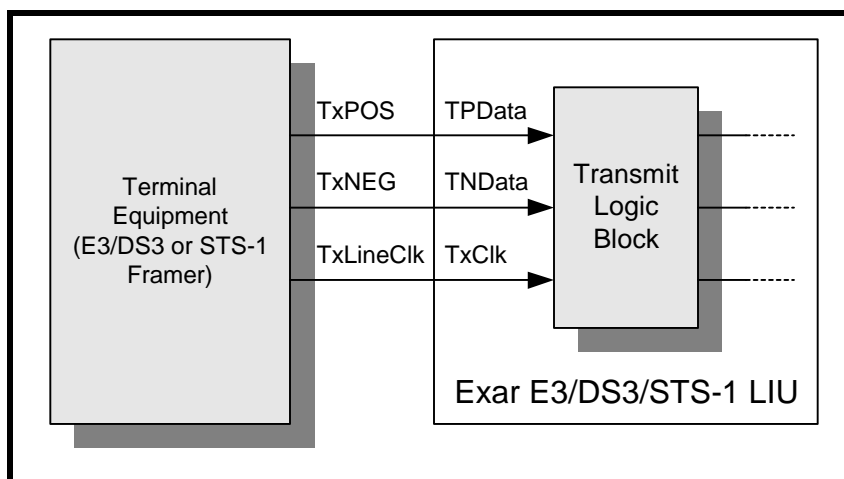 Terminal
Equipment
(E3/DS3 or STS-1
Framer)
TxPOS TPData
TxNEG TNData
TxLineClk TxClk
Transmit
Logic
Block
Exar E3/DS3/STS-1 LIU